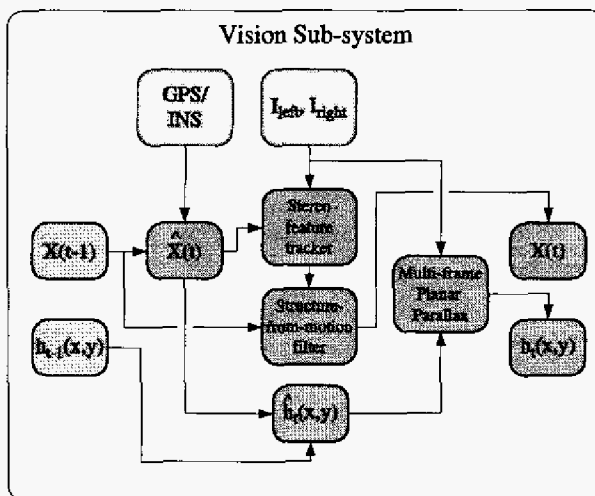 Vision Sub-system
GPS/
INS
I_left, I_right
Stereo
feature
tracker
X(t-1)
X̂(t)
X(t)
Multi-frame
Planar
Parallax
Structure-
from-motion
filter
h_{t-1}(x,y)
h_t(x,y)
ĥ_t(x,y)